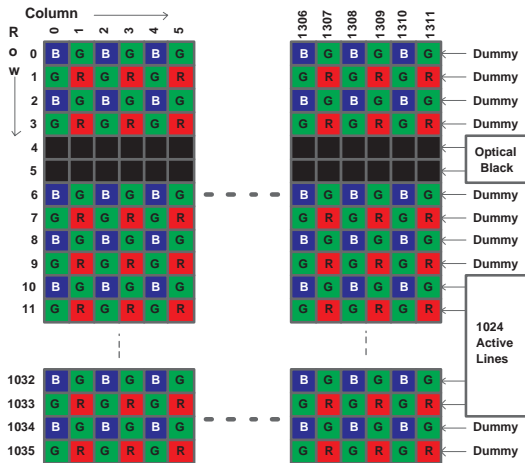 Column
Row
0 1 2 3 4 5 1306 1307 1308 1309 1310 1311
0 B G B G B G B G B G B G Dummy
1 G R G R G R G R G R G R Dummy
2 B G B G B G B G B G B G Dummy
3 G R G R G R G R G R G R Dummy
4
5
Optical
Black
6 B G B G B G B G B G B G Dummy
7 G R G R G R G R G R G R Dummy
8 B G B G B G B G B G B G Dummy
9 G R G R G R G R G R G R Dummy
10 B G B G B G B G B G B G
11 G R G R G R G R G R G R
1024
Active
Lines
1032 B G B G B G B G B G B G
1033 G R G R G R G R G R G R
1034 B G B G B G B G B G B G Dummy
1035 G R G R G R G R G R G R Dummy